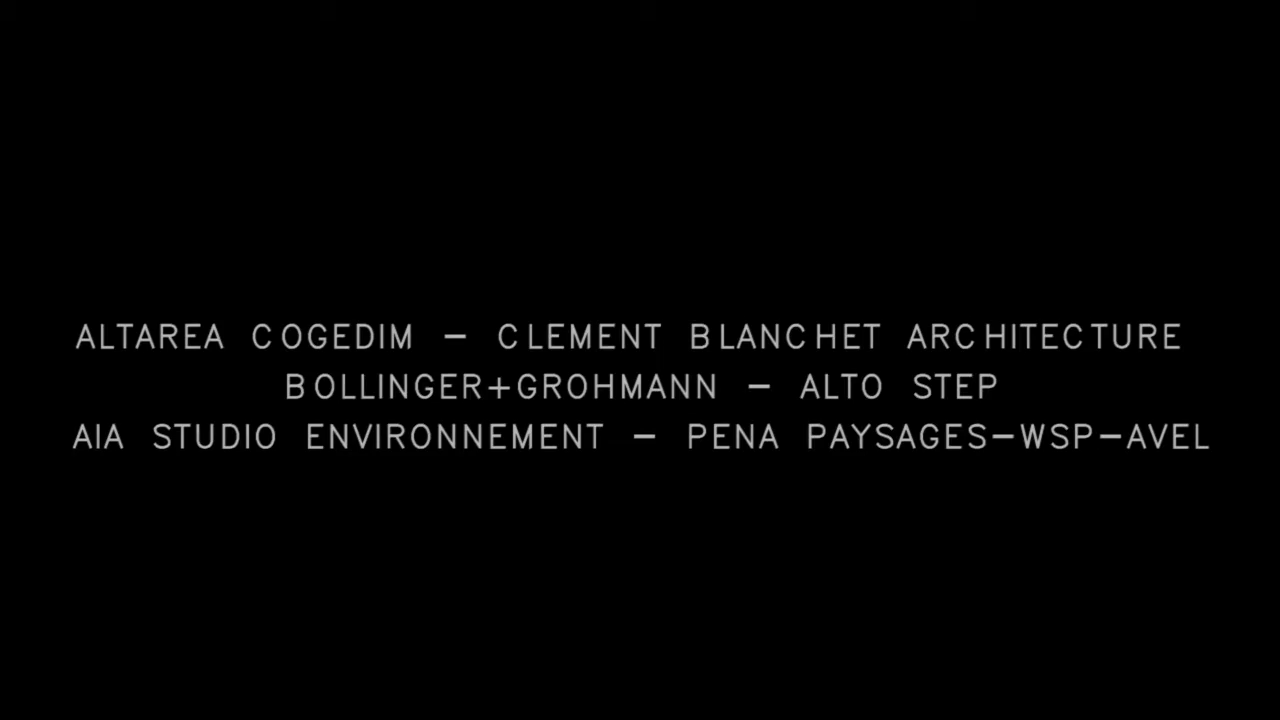 ALTAREA COGEDIM - CLEMENT BLANCHET ARCHITECTURE
BOLLINGER+GROHMANN - ALTO STEP
AIA STUDIO ENVIRONNEMENT - PENA PAYSAGES-WSP-AVEL